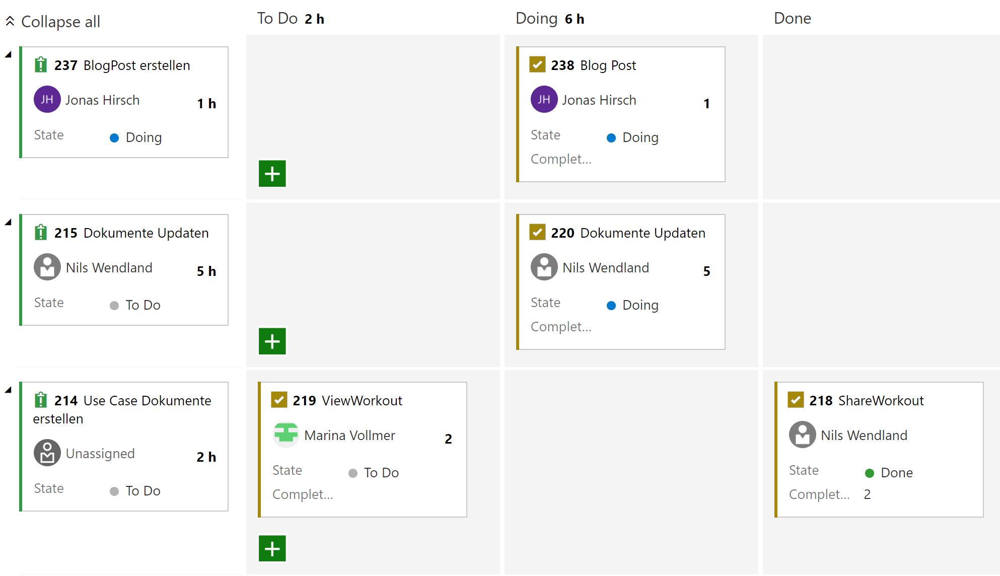 Collapse all
To Do 2 h
Doing 6 h
Done
237 BlogPost erstellen
JH Jonas Hirsch
1 h
State Doing
238 Blog Post
JH Jonas Hirsch
1
State Doing
Complet...
215 Dokumente Updaten
Nils Wendland
5 h
State To Do
220 Dokumente Updaten
Nils Wendland
5
State Doing
Complet...
214 Use Case Dokumente
erstellen
Unassigned
2 h
State To Do
219 ViewWorkout
Marina Vollmer
2
State To Do
Complet...
218 ShareWorkout
Nils Wendland
State Done
Complet... 2